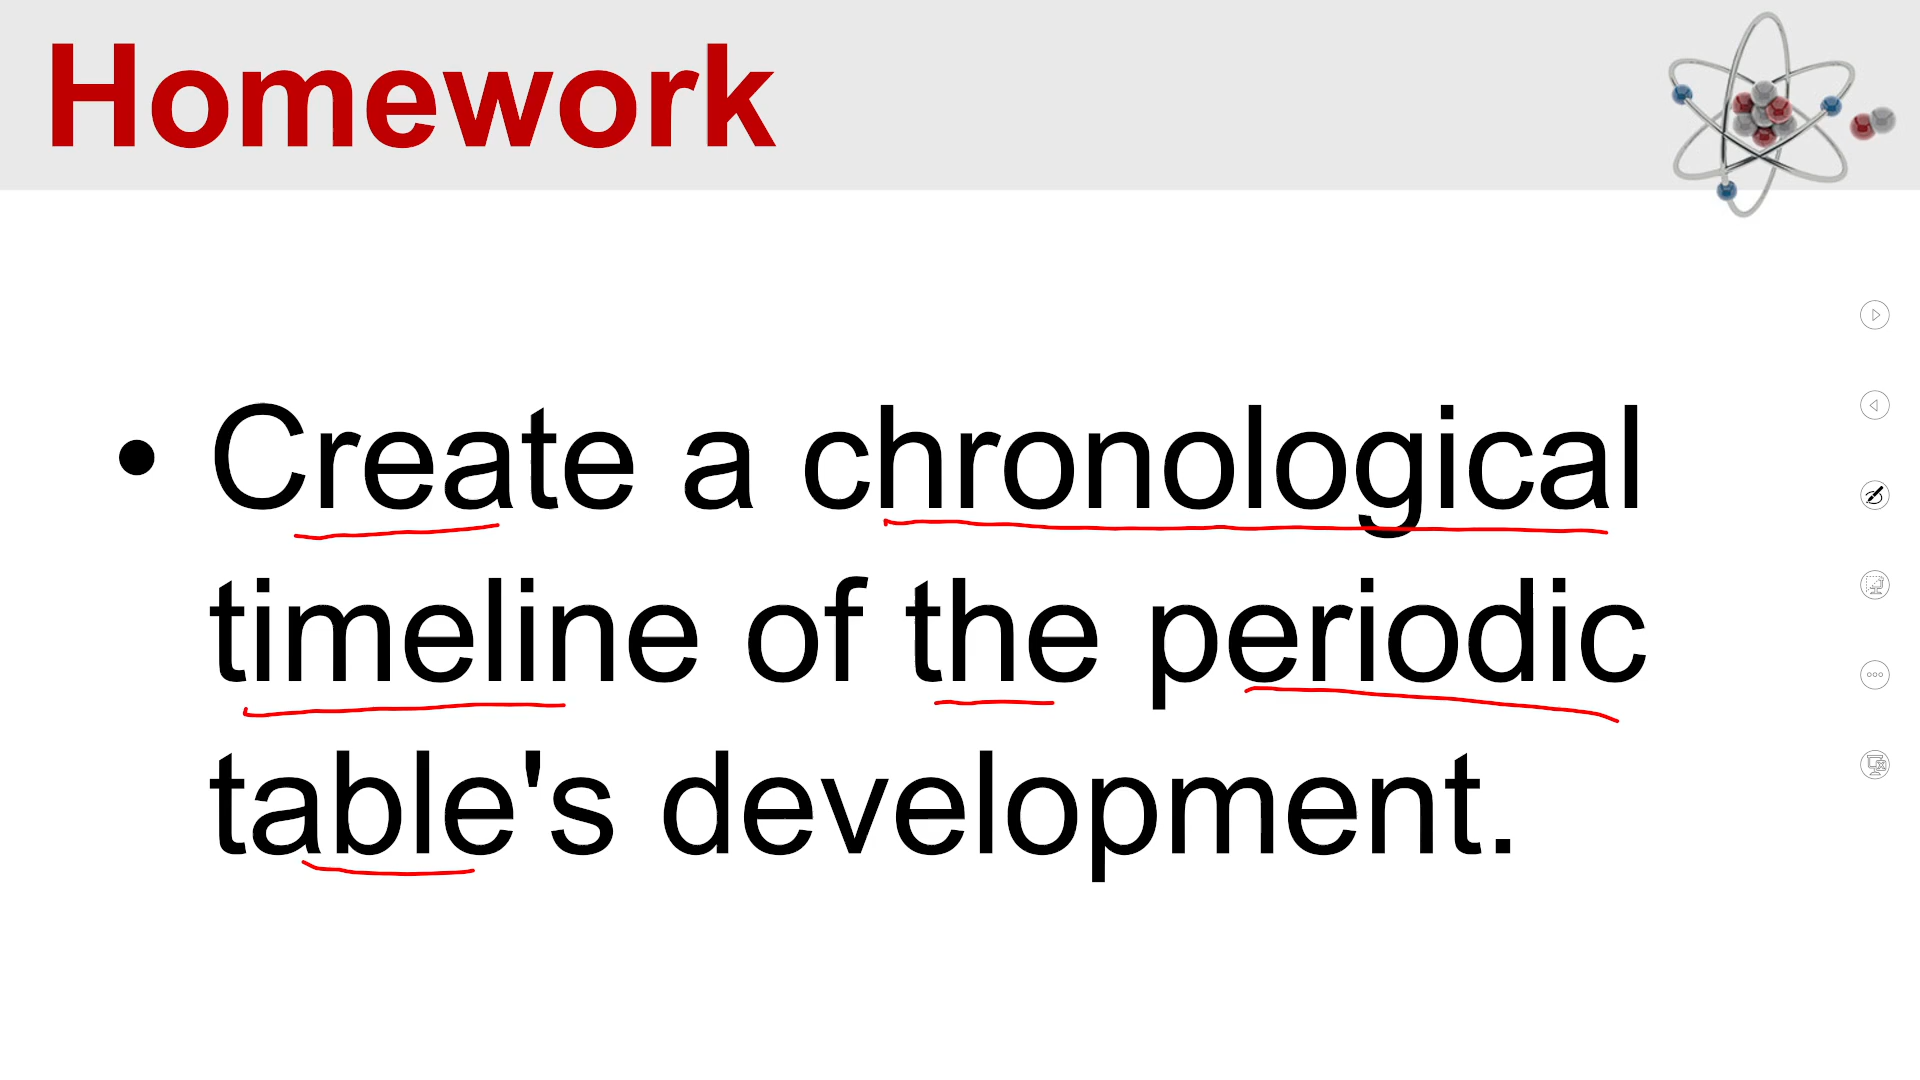 Homework
• Create a chronological
timeline of the periodic
table's development.